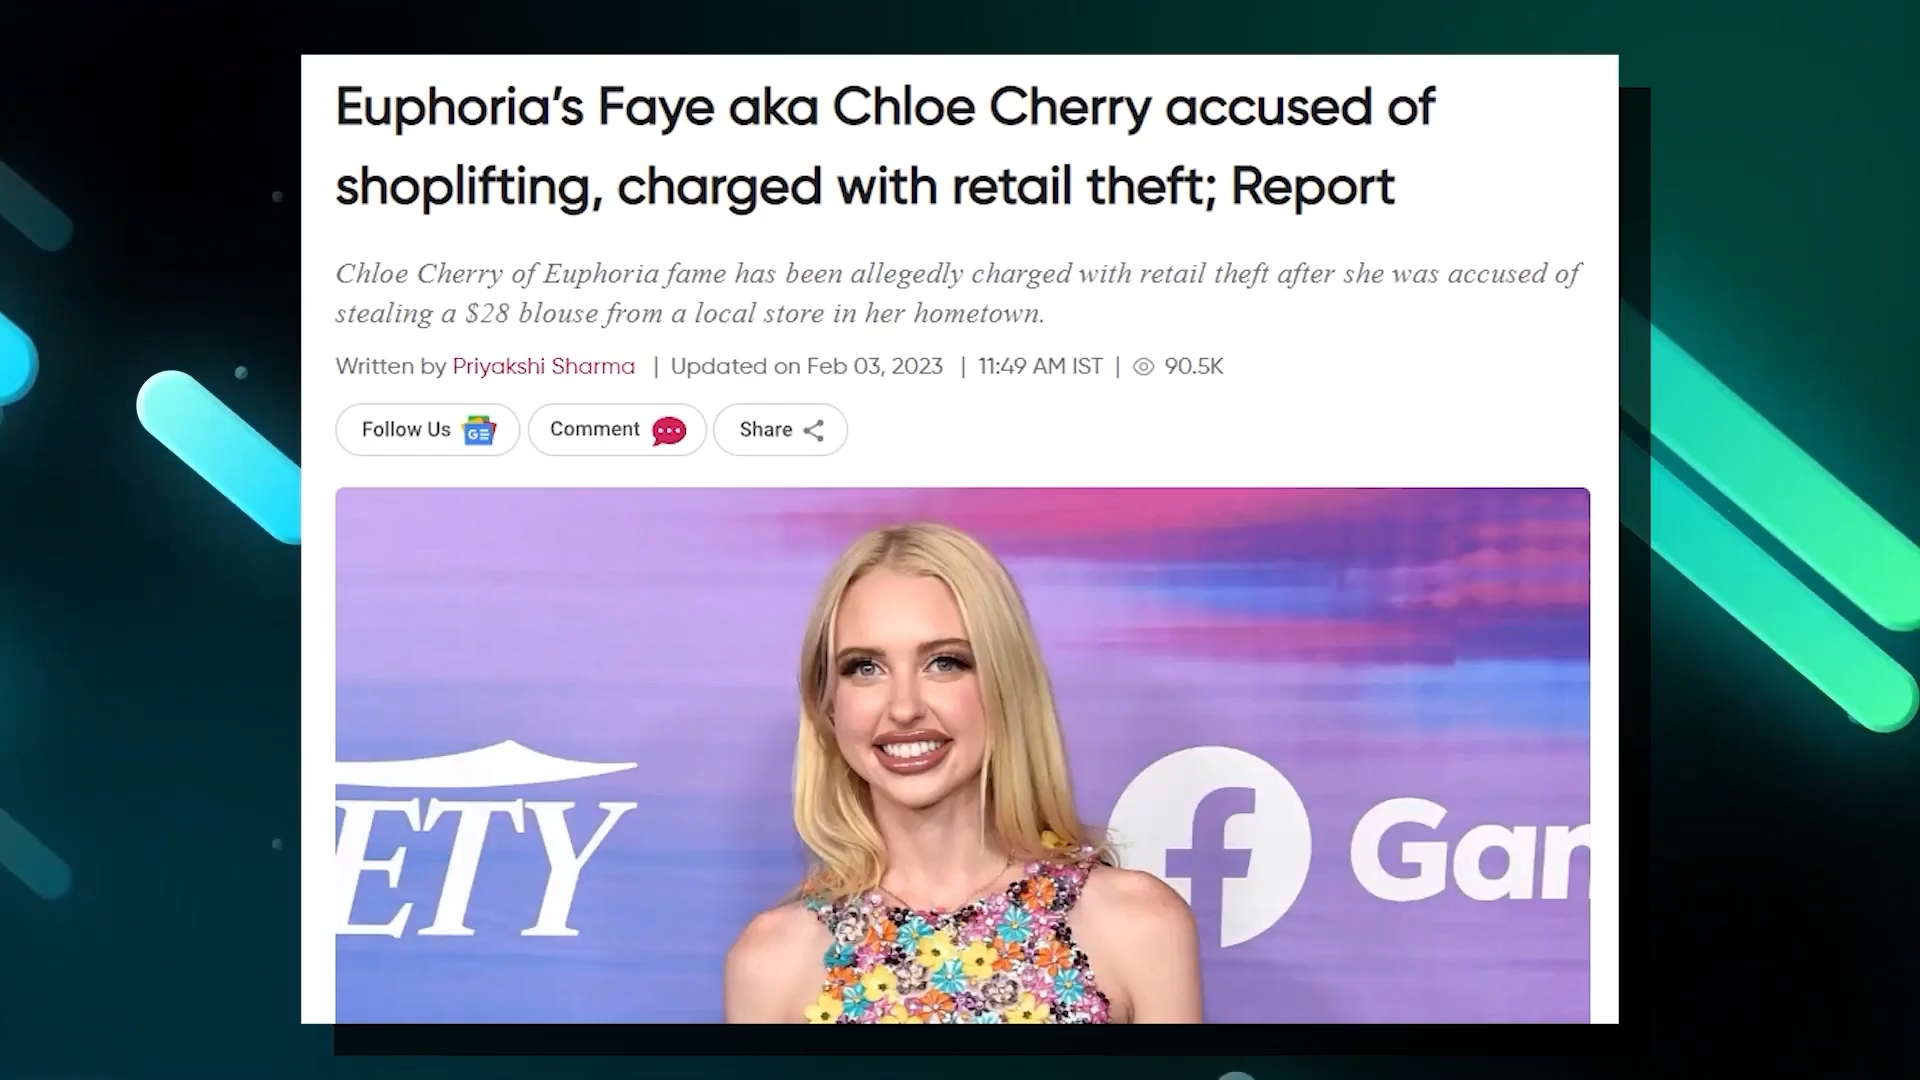 Euphoria’s Faye aka Chloe Cherry accused of
shoplifting, charged with retail theft; Report
Chloe Cherry of Euphoria fame has been allegedly charged with retail theft after she was accused of
stealing a $28 blouse from a local store in her hometown.
Written by Priyakshi Sharma | Updated on Feb 03, 2023 | 11:49 AM IST | 90.5K
Follow Us GE Comment Share
ETY
f Gam